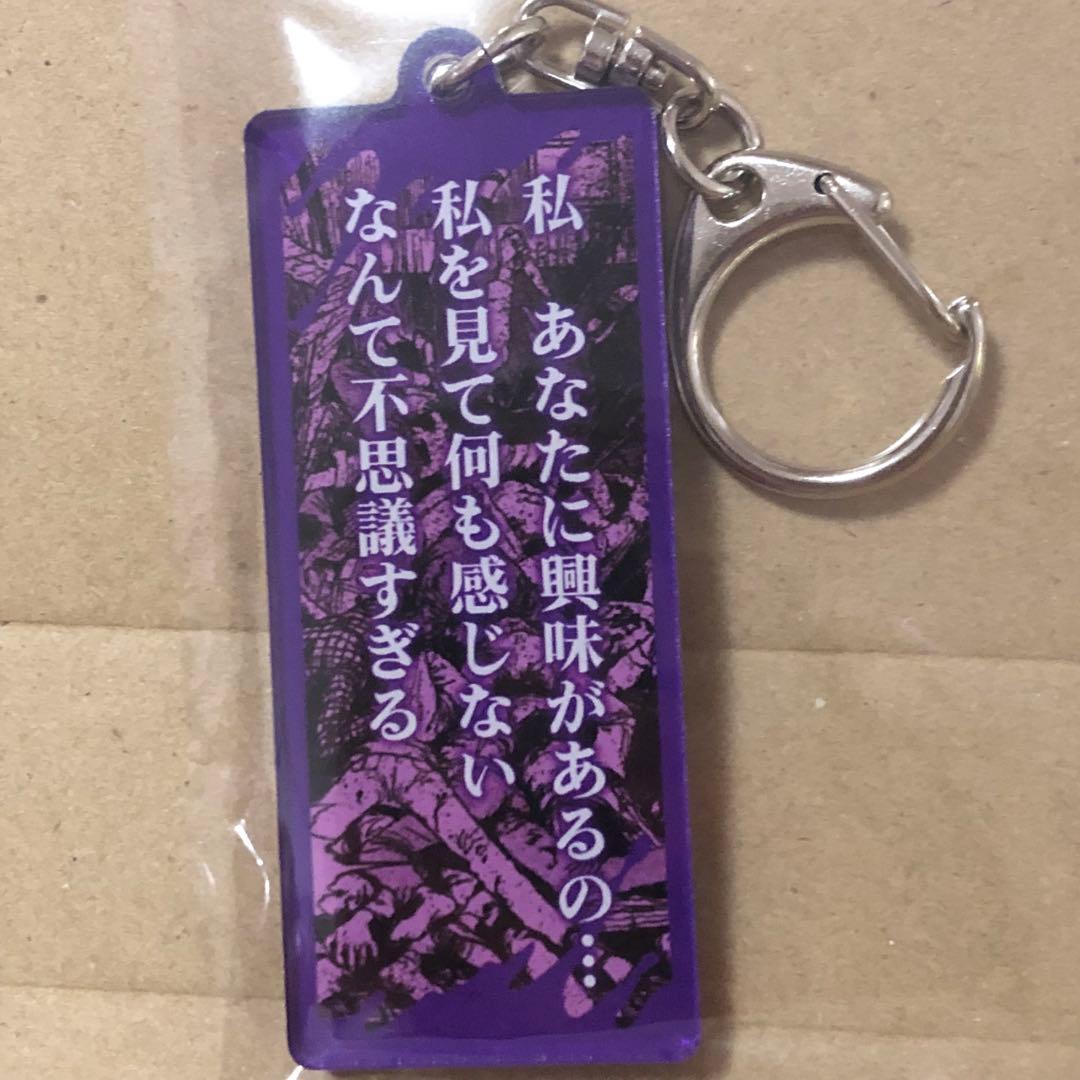 私　あなたに興味があるの…
私を見て何も感じない
なんて不思議すぎる